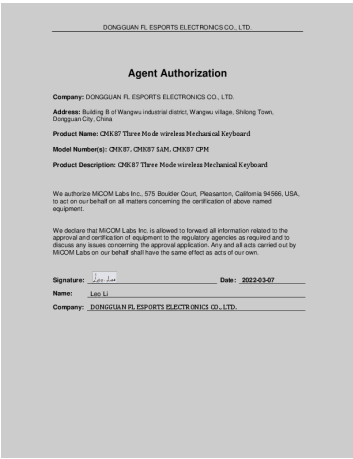 DONGGUAN FL ESPORTS ELECTRONICS CO., LTD.
Agent Authorization
Company: DONGGUAN FL ESPORTS ELECTRONICS CO., LTD.
Address: Building B of Wangwu industrial district, Wangwu village, Shilong Town,
Dongguan City, China
Product Name: CMK87 Three Mode wireless Mechanical Keyboard
Model Number(s): CMK87, CMK87 SAM, CMK87 CPM
Product Description: CMK87 Three Mode wireless Mechanical Keyboard
We authorize MiCOM Labs Inc., 575 Boulder Court, Pleasanton, California 94566, USA,
to act on our behalf on all matters concerning the certification of above named
equipment.
We declare that MiCOM Labs Inc. is allowed to forward all information related to the
approval and certification of equipment to the regulatory agencies as required and to
discuss any issues concerning the approval application. Any and all acts carried out by
MiCOM Labs on our behalf shall have the same effect as acts of our own.
Signature: Date: 2022-03-07
Name: Leo Li
Company: DONGGUAN FL ESPORTS ELECTRONICS CO., LTD.